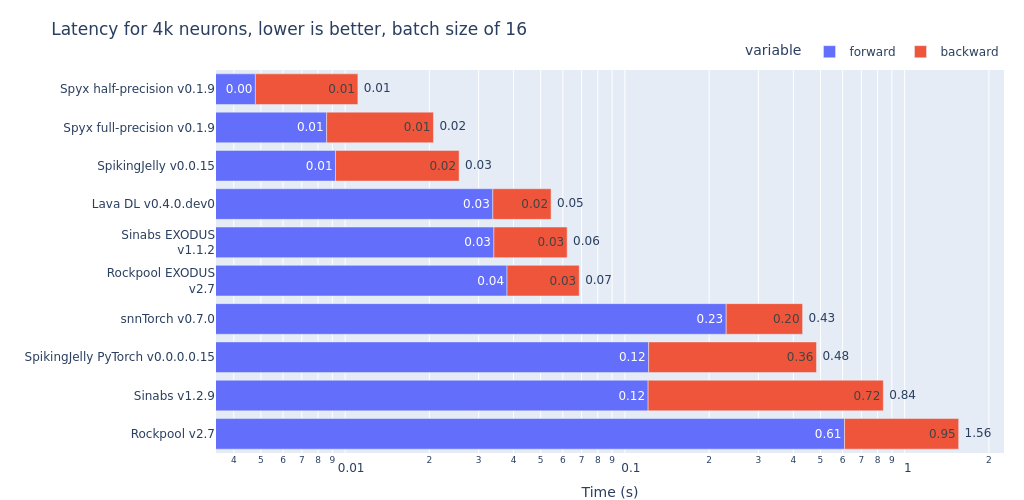 Latency for 4k neurons, lower is better, batch size of 16
variable forward backward
Spyx half-precision v0.1.9 0.00 0.01 0.01
Spyx full-precision v0.1.9 0.01 0.01 0.02
SpikingJelly v0.0.15 0.01 0.02 0.03
Lava DL v0.4.0.dev0 0.03 0.02 0.05
Sinabs EXODUS
v1.1.2 0.03 0.03 0.06
Rockpool EXODUS
v2.7 0.04 0.03 0.07
snnTorch v0.7.0 0.23 0.20 0.43
SpikingJelly PyTorch v0.0.0.0.15 0.12 0.36 0.48
Sinabs v1.2.9 0.12 0.72 0.84
Rockpool v2.7 0.61 0.95 1.56
4 5 6 7 8 9 0.01 2 3 4 5 6 7 8 9 0.1 2 3 4 5 6 7 8 9 1 2
Time (s)